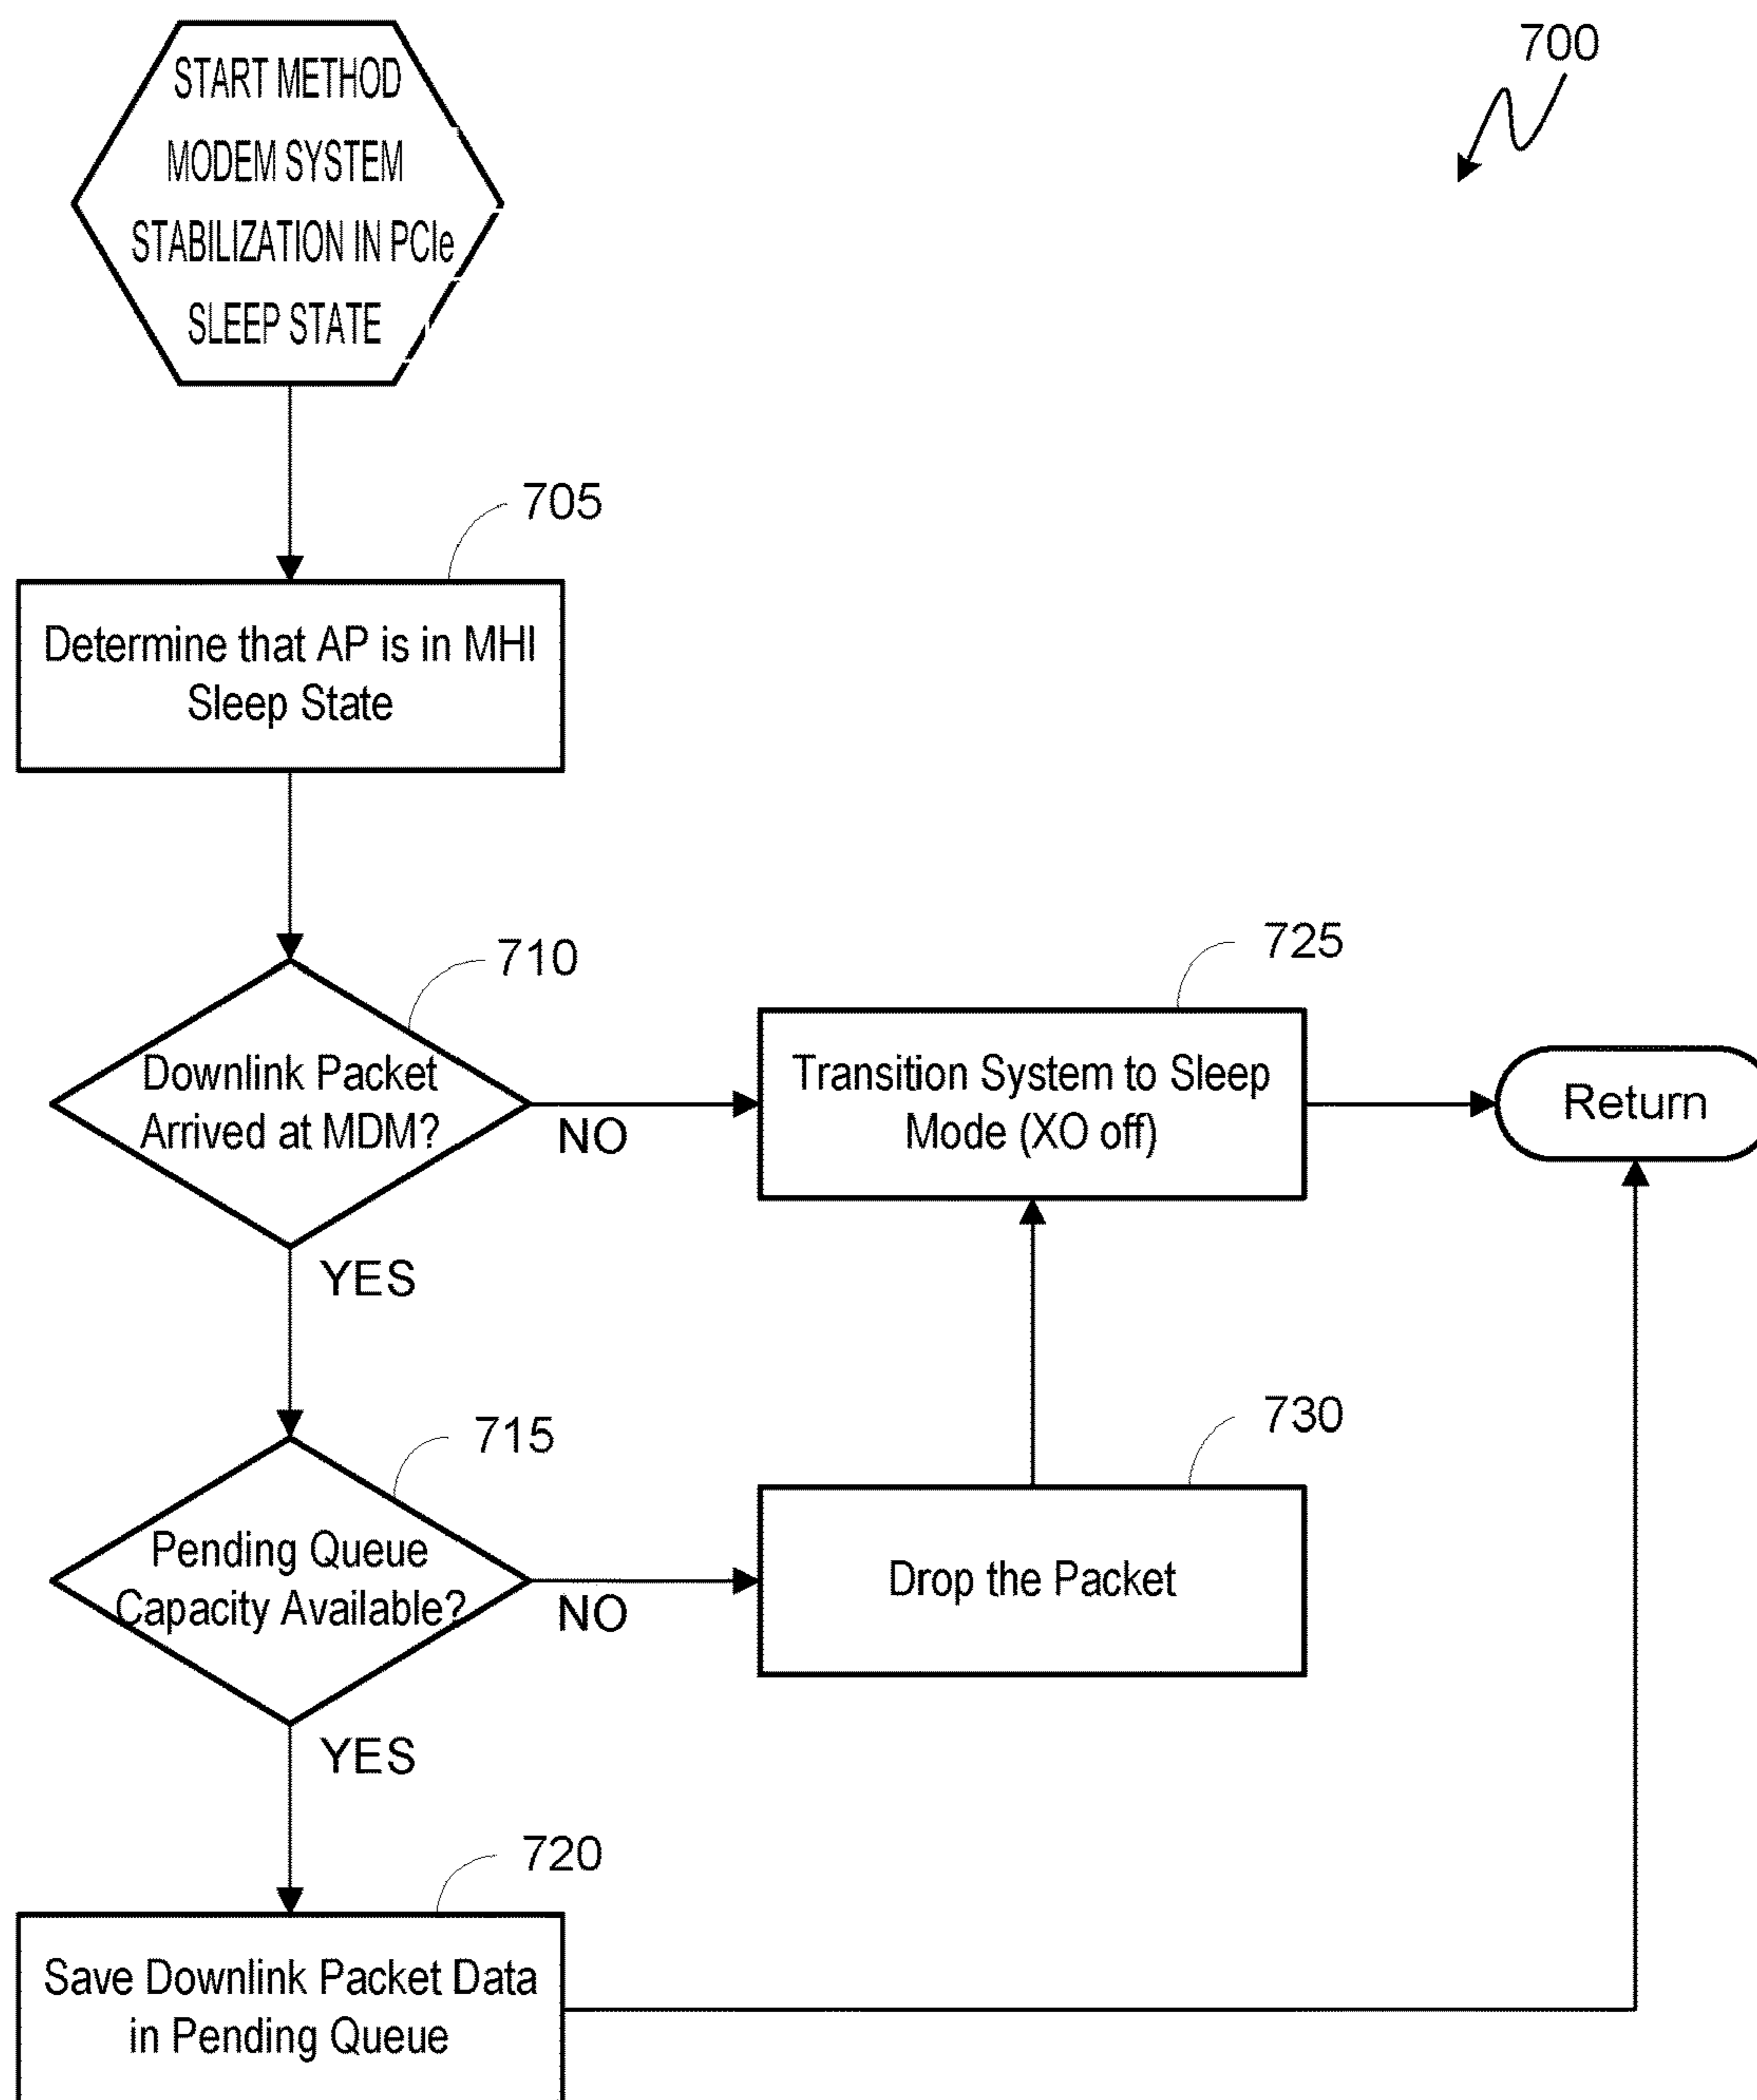 START METHOD
MODEM SYSTEM
STABILIZATION IN PCIe
SLEEP STATE
700
705
Determine that AP is in MHI
Sleep State
710
Downlink Packet
Arrived at MDM?
NO
YES
725
Transition System to Sleep
Mode (XO off)
Return
715
Pending Queue
Capacity Available?
NO
YES
730
Drop the Packet
720
Save Downlink Packet Data
in Pending Queue